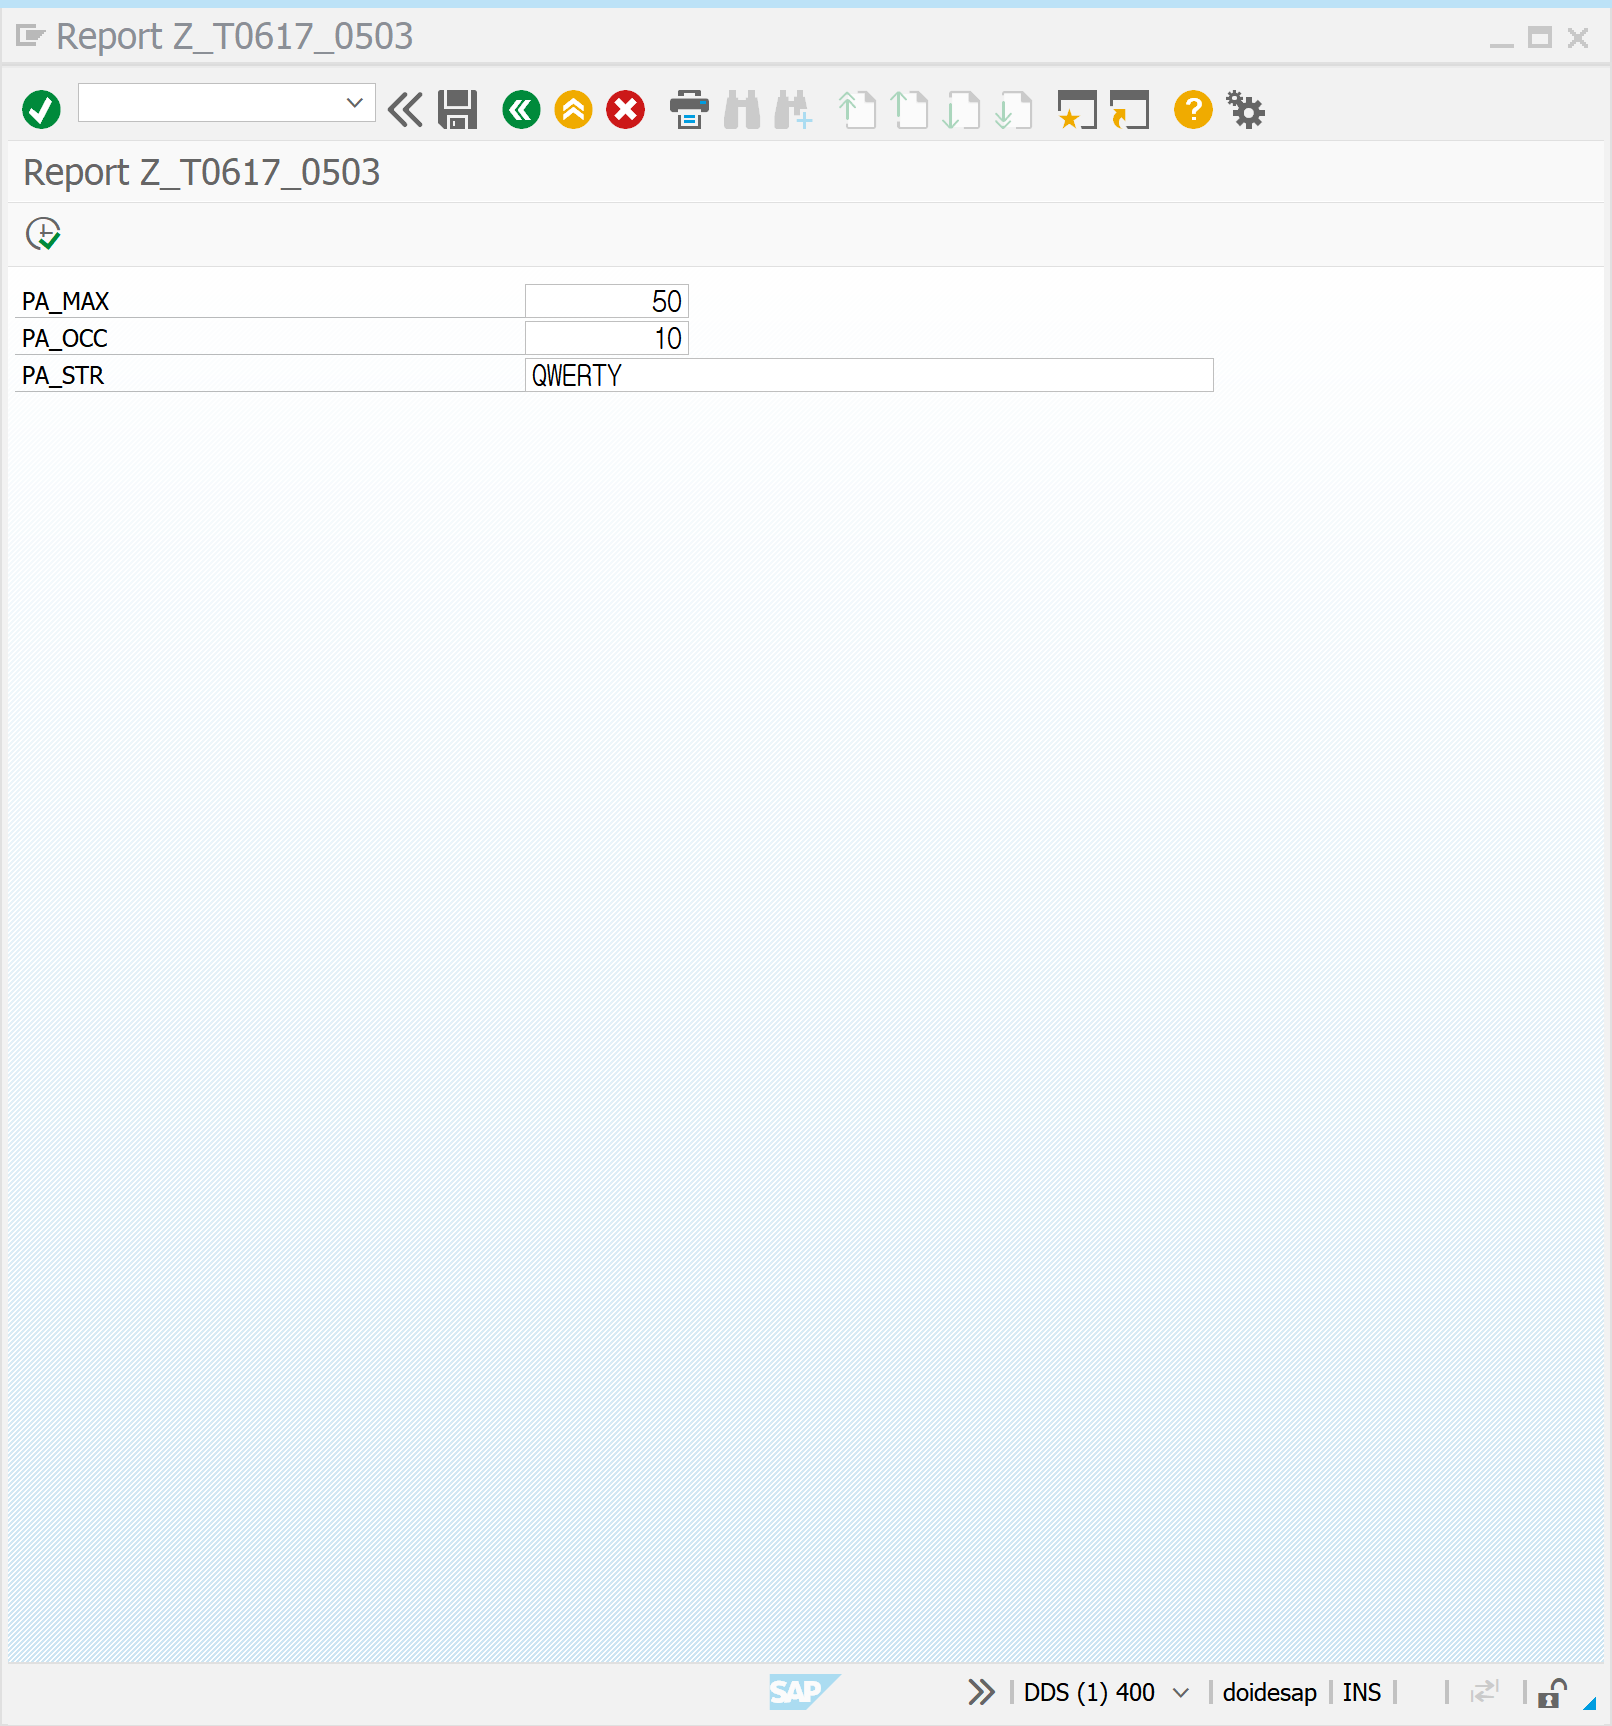 Report Z_T0617_0503
Report Z_T0617_0503
PA_MAX 50
PA_OCC 10
PA_STR QWERTY
SAP DDS (1) 400 doidesap INS